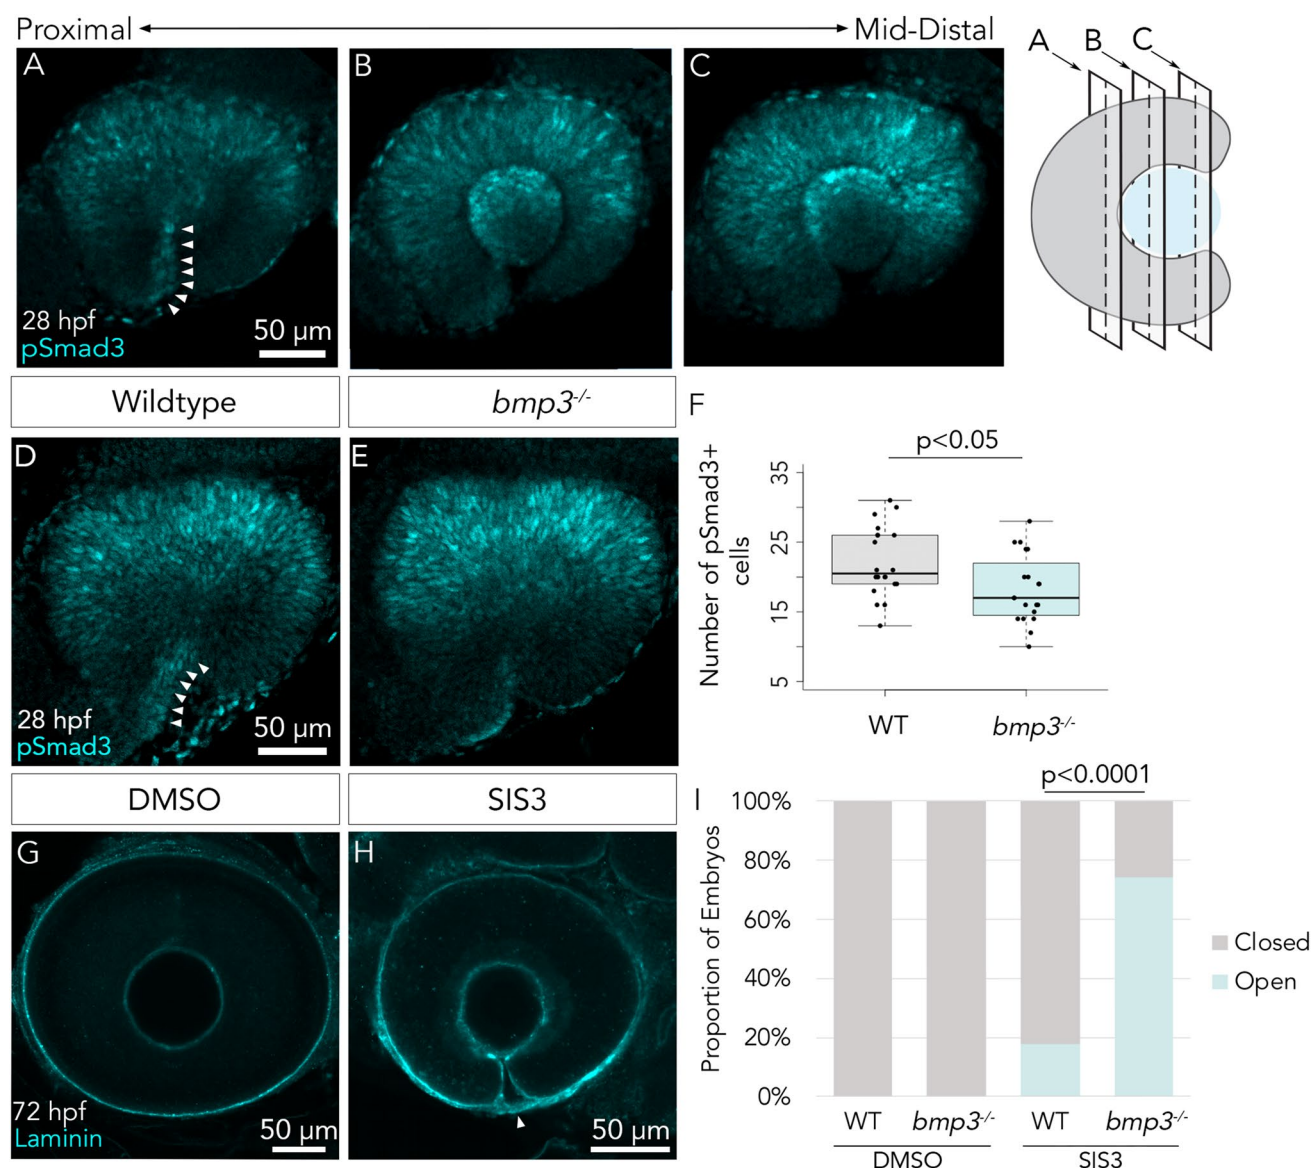 Proximal
Mid-Distal
A
B
C
A
B
C
28 hpf
pSmad3
50 µm
Wildtype
bmp3-/-
F
D
E
p<0.05
35
25
15
5
Number of pSmad3+
cells
WT
bmp3-/-
28 hpf
pSmad3
50 µm
DMSO
SIS3
I
G
H
p<0.0001
100%
80%
60%
40%
20%
0%
Proportion of Embryos
Closed
Open
72 hpf
Laminin
50 µm
50 µm
WT
bmp3-/-
WT
bmp3-/-
DMSO
SIS3